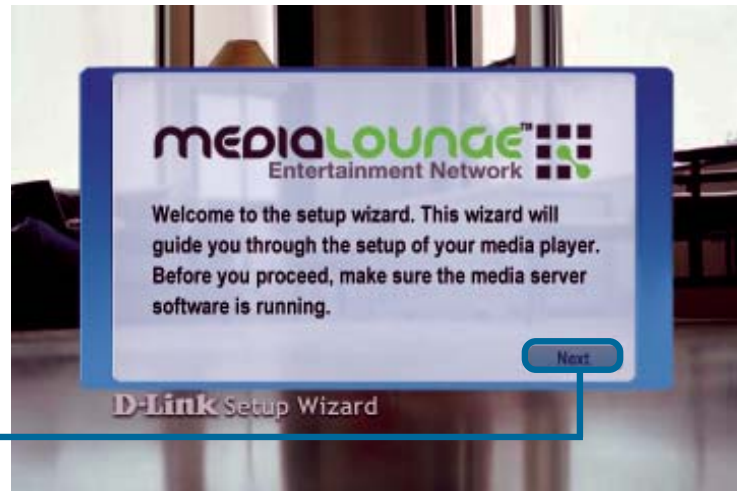 MEDIALOUNGE™
Entertainment Network
Welcome to the setup wizard. This wizard will
guide you through the setup of your media player.
Before you proceed, make sure the media server
software is running.
Next
D-Link Setup Wizard